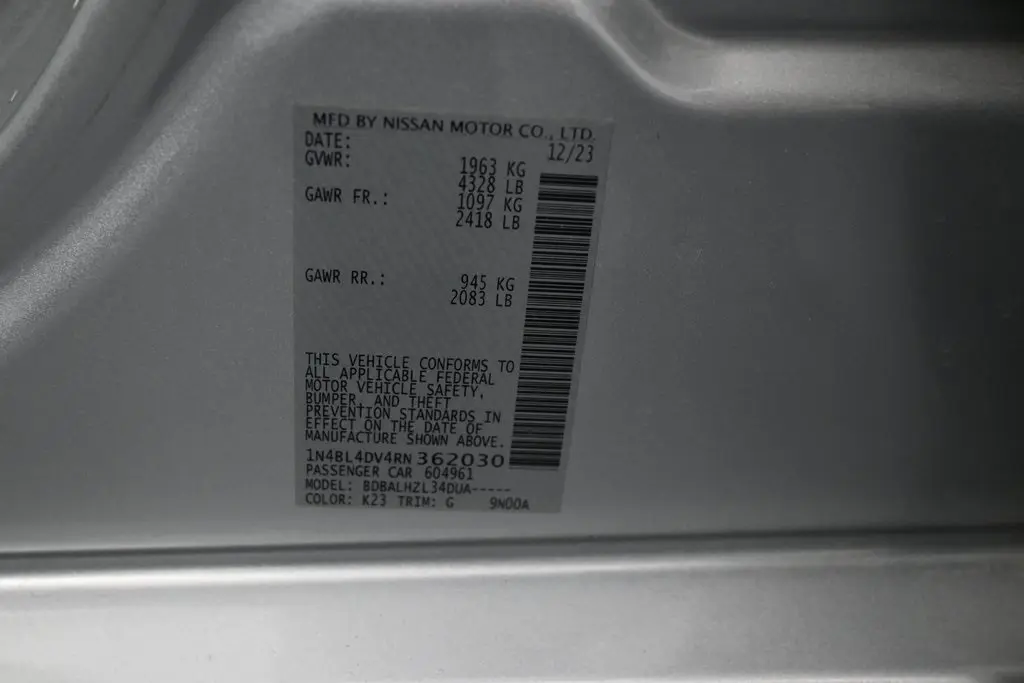 MFD BY NISSAN MOTOR CO., LTD.
DATE: 12/23
GVWR: 1963 KG
4328 LB
GAWR FR.: 1097 KG
2418 LB
GAWR RR.: 945 KG
2083 LB
THIS VEHICLE CONFORMS TO
ALL APPLICABLE FEDERAL
MOTOR VEHICLE SAFETY,
BUMPER, AND THEFT
PREVENTION STANDARDS IN
EFFECT ON THE DATE OF
MANUFACTURE SHOWN ABOVE.
1N4BL4DV4RN362030
PASSENGER CAR 604961
MODEL: BDBALHZL34DUA-----
COLOR: K23 TRIM: G 9N00A